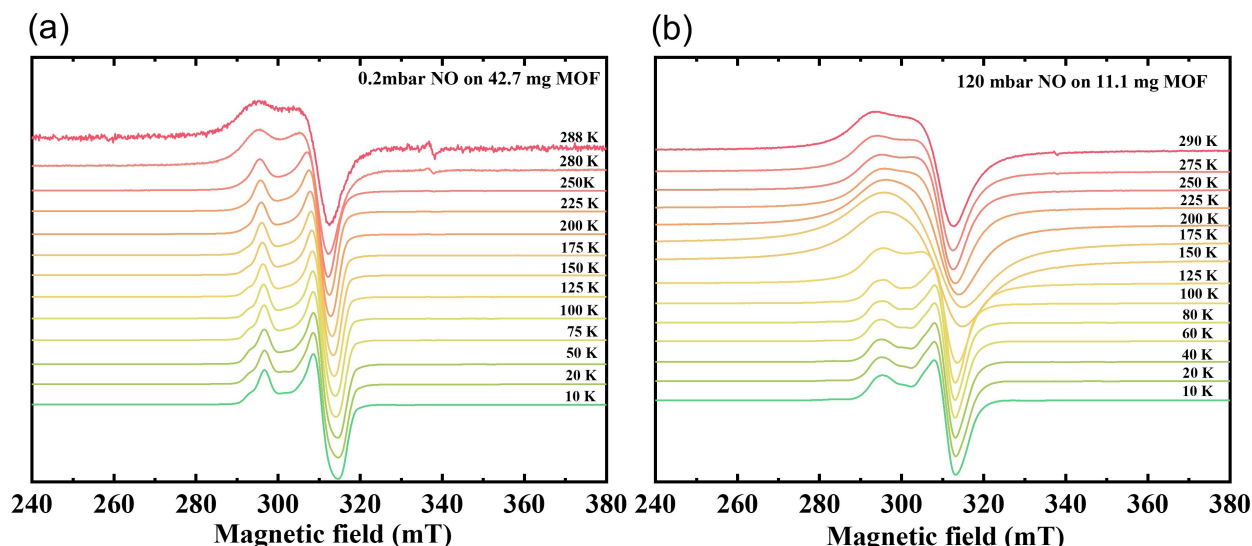 (a)
0.2mbar NO on 42.7 mg MOF
288 K
280 K
250K
225 K
200 K
175 K
150 K
125 K
100 K
75 K
50 K
20 K
10 K
240 260 280 300 320 340 360 380
Magnetic field (mT)
(b)
120 mbar NO on 11.1 mg MOF
290 K
275 K
250 K
225 K
200 K
175 K
150 K
125 K
100 K
80 K
60 K
40 K
20 K
10 K
240 260 280 300 320 340 360 380
Magnetic field (mT)